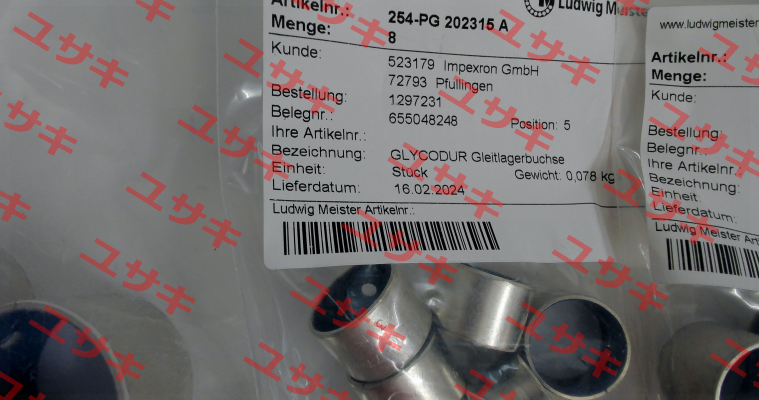 Artikelnr.: 254-PG 202315 A
Menge: 8
Ludwig Meister
Kunde: 523179 Impexron GmbH
72793 Pfullingen
Bestellung: 1297231
Belegnr.: 655048248 Position: 5
Ihre Artikelnr.:
Bezeichnung: GLYCODUR Gleitlagerbuchse
Einheit: Stück Gewicht: 0,078 kg
Lieferdatum: 16.02.2024
Ludwig Meister Artikelnr.:
www.ludwigmeister
Artikelnr.:
Menge:
Kunde:
Bestellung:
Belegnr.:
Ihre Artikelnr.
Bezeichnung:
Einheit:
Lieferdatum:
Ludwig Meister Art
ユサキ